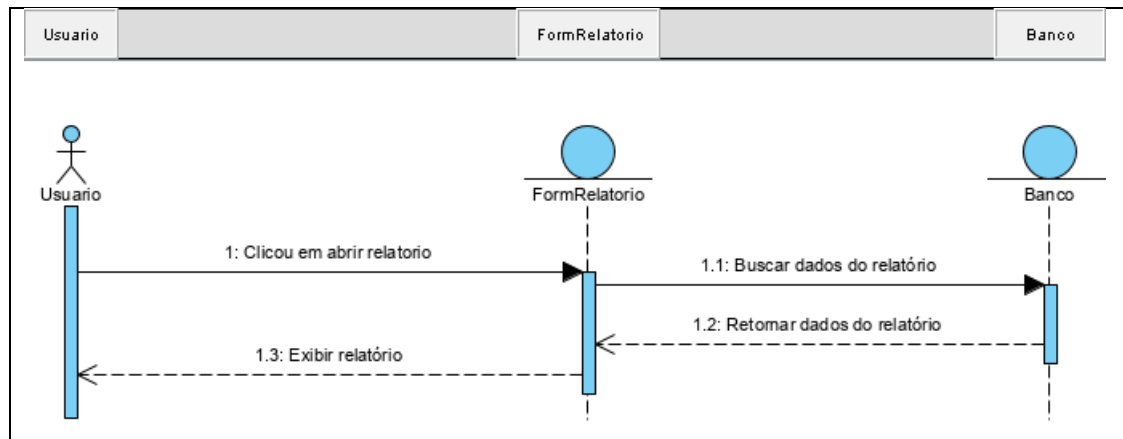 Usuario
FormRelatorio
Banco
Usuario
FormRelatorio
Banco
1: Clicou em abrir relatorio
1.1: Buscar dados do relatório
1.2: Retornar dados do relatório
1.3: Exibir relatório